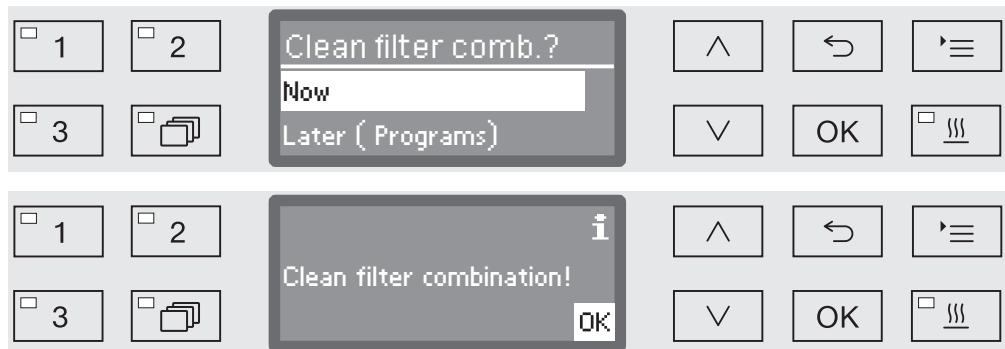 1 2
Clean filter comb.?
Now
3
Later ( Programs)
OK
1 2
i
Clean filter combination!
3
OK
OK